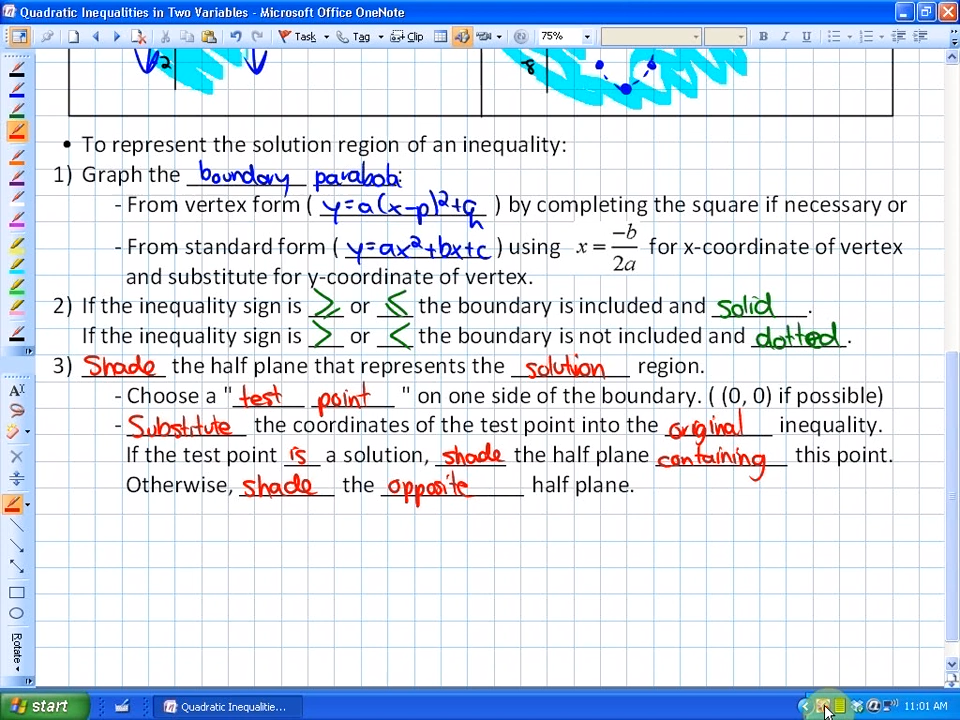 Quadratic Inequalities in Two Variables - Microsoft Office OneNote
Task Tag Clip 75% B I U
2 8
• To represent the solution region of an inequality:
1) Graph the boundary parabola:
- From vertex form ( y=a(x-p)²+q ) by completing the square if necessary or
- From standard form ( y=ax²+bx+c ) using x = -b/2a for x-coordinate of vertex
and substitute for y-coordinate of vertex.
2) If the inequality sign is ≥ or ≤ the boundary is included and solid.
If the inequality sign is > or < the boundary is not included and dotted.
3) Shade the half plane that represents the solution region.
- Choose a "test point" on one side of the boundary. ( (0, 0) if possible)
- Substitute the coordinates of the test point into the original inequality.
If the test point is a solution, shade the half plane containing this point.
Otherwise, shade the opposite half plane.
Rotate
start Quadratic Inequalitie... 11:01 AM